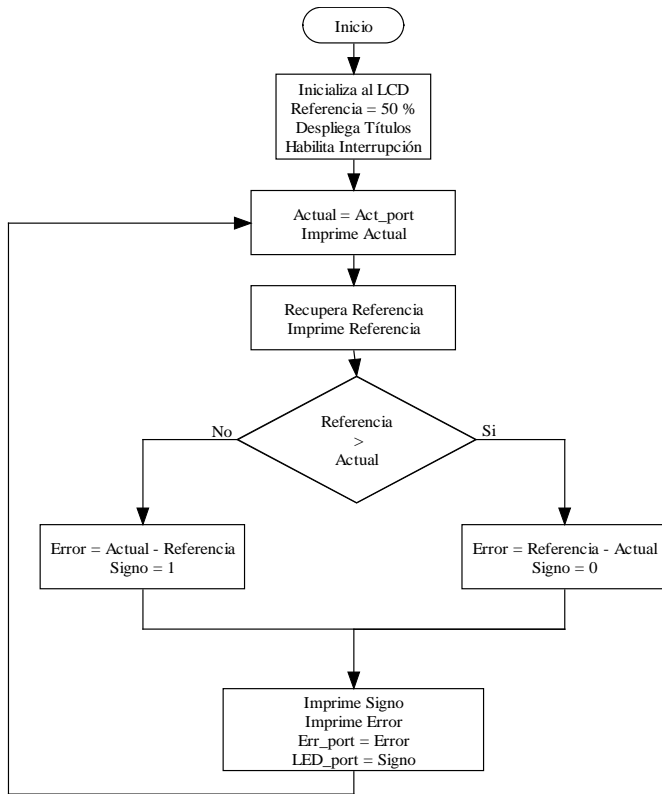 Inicio
Inicializa al LCD
Referencia = 50 %
Despliega Títulos
Habilita Interrupción
Actual = Act_port
Imprime Actual
Recupera Referencia
Imprime Referencia
Referencia
>
Actual
No
Si
Error = Actual - Referencia
Signo = 1
Error = Referencia - Actual
Signo = 0
Imprime Signo
Imprime Error
Err_port = Error
LED_port = Signo